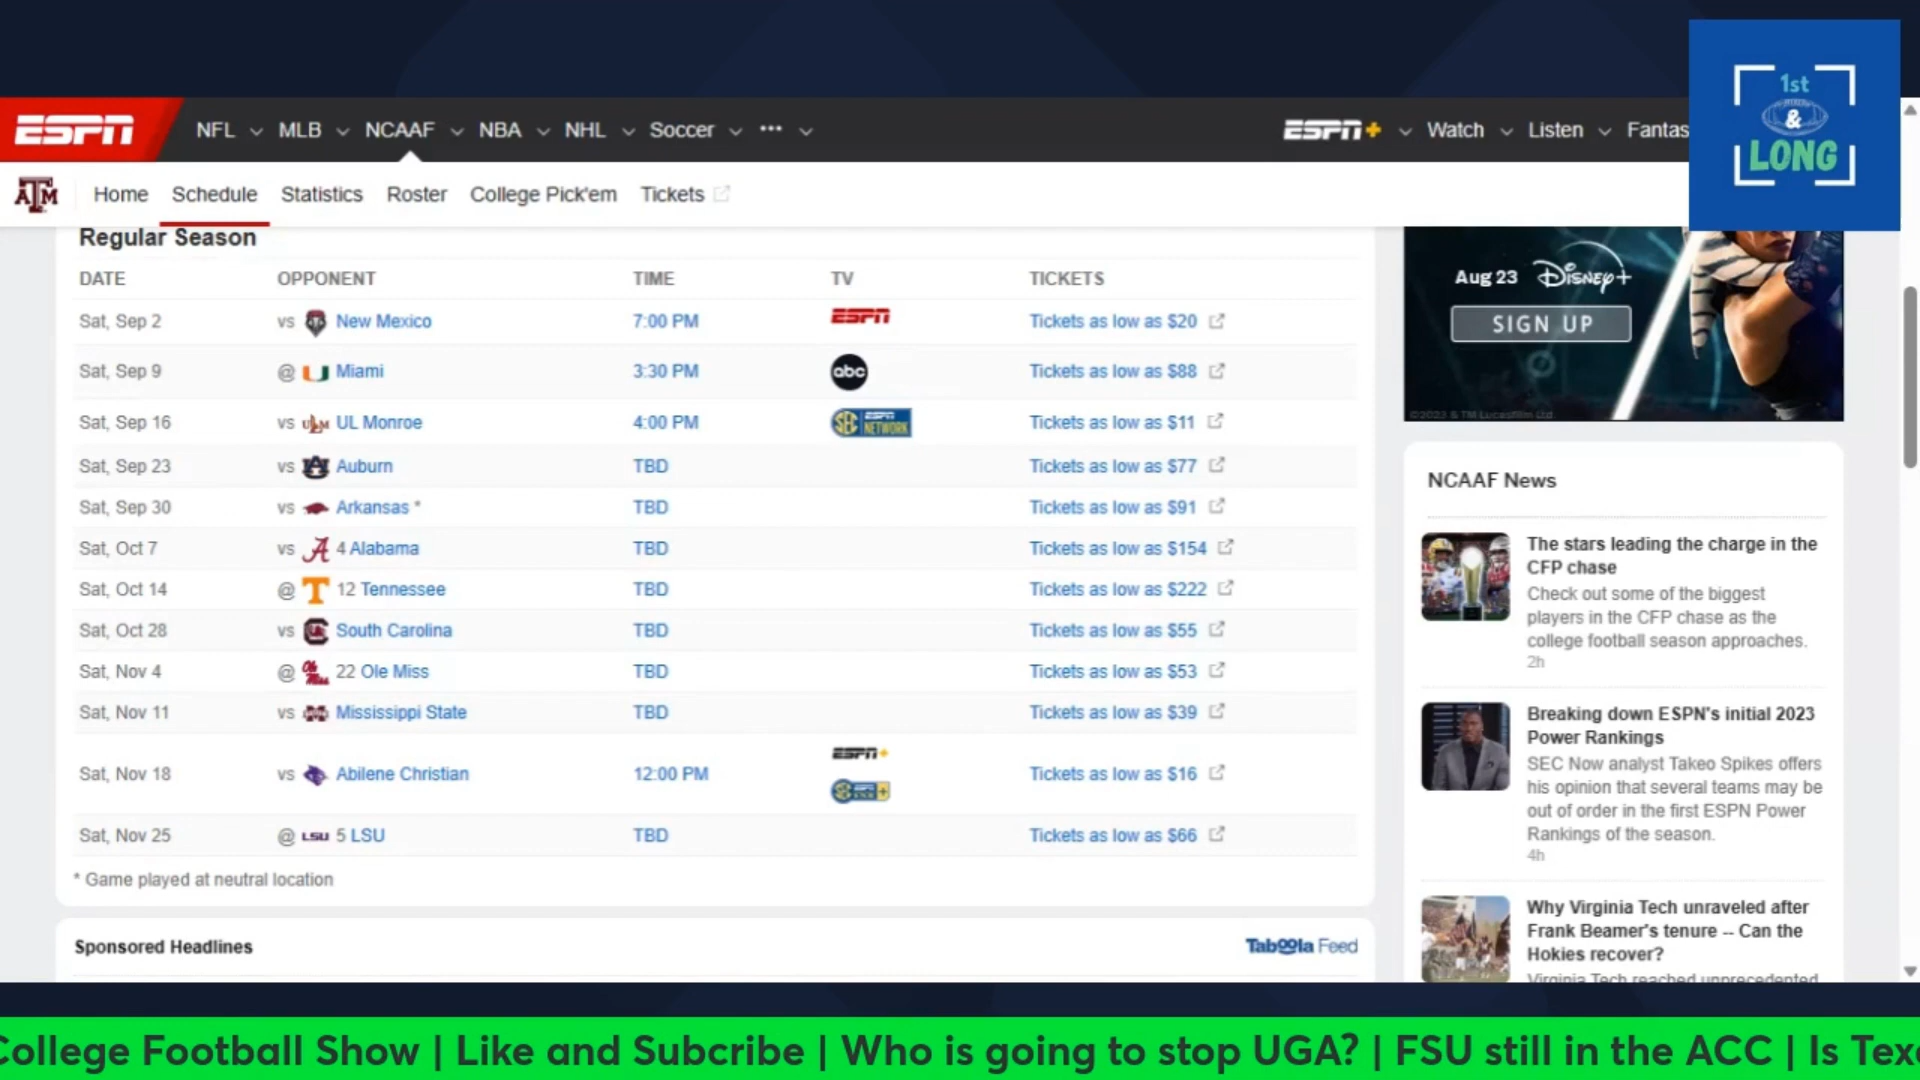 1st
&
LONG
ESPN NFL MLB NCAAF NBA NHL Soccer ••• ESPN+ Watch Listen Fantas
ATM Home Schedule Statistics Roster College Pick'em Tickets
Regular Season
DATE OPPONENT TIME TV TICKETS
Sat, Sep 2 vs New Mexico 7:00 PM ESPN Tickets as low as $20
Sat, Sep 9 @ Miami 3:30 PM abc Tickets as low as $88
Sat, Sep 16 vs ULM UL Monroe 4:00 PM SEC ESPN NETWORK Tickets as low as $11
Sat, Sep 23 vs Auburn TBD Tickets as low as $77
Sat, Sep 30 vs Arkansas * TBD Tickets as low as $91
Sat, Oct 7 vs A 4 Alabama TBD Tickets as low as $154
Sat, Oct 14 @ T 12 Tennessee TBD Tickets as low as $222
Sat, Oct 28 vs South Carolina TBD Tickets as low as $55
Sat, Nov 4 @ Ole Miss 22 Ole Miss TBD Tickets as low as $53
Sat, Nov 11 vs Mississippi State TBD Tickets as low as $39
Sat, Nov 18 vs Abilene Christian 12:00 PM ESPN+ Tickets as low as $16
Sat, Nov 25 @ LSU 5 LSU TBD Tickets as low as $66
* Game played at neutral location
Sponsored Headlines Taboola Feed
Aug 23 Disney+
SIGN UP
©2023 & TM Lucasfilm Ltd.
NCAAF News
The stars leading the charge in the
CFP chase
Check out some of the biggest
players in the CFP chase as the
college football season approaches.
2h
Breaking down ESPN's initial 2023
Power Rankings
SEC Now analyst Takeo Spikes offers
his opinion that several teams may be
out of order in the first ESPN Power
Rankings of the season.
4h
Why Virginia Tech unraveled after
Frank Beamer's tenure -- Can the
Hokies recover?
Virginia Tech reached unprecedented
College Football Show | Like and Subcribe | Who is going to stop UGA? | FSU still in the ACC | Is Tex